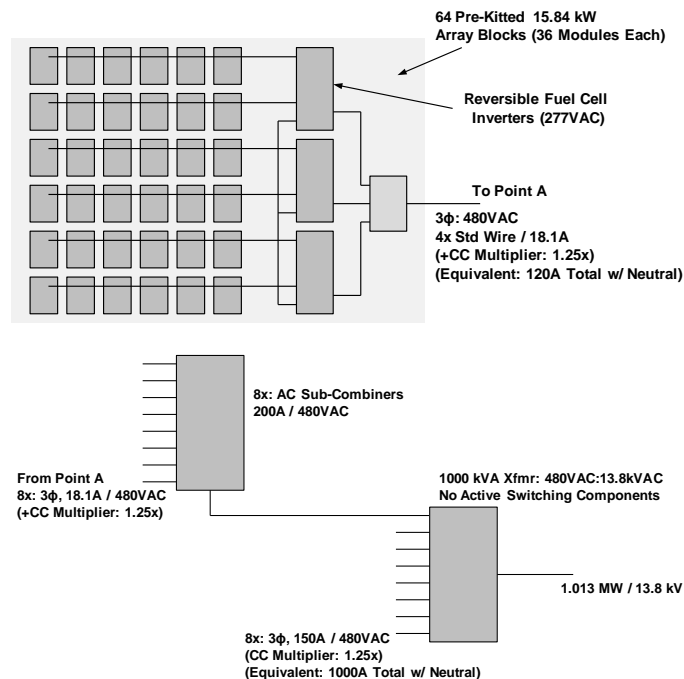 64 Pre-Kitted 15.84 kW
Array Blocks (36 Modules Each)
Reversible Fuel Cell
Inverters (277VAC)
To Point A
3ϕ: 480VAC
4x Std Wire / 18.1A
(+CC Multiplier: 1.25x)
(Equivalent: 120A Total w/ Neutral)
8x: AC Sub-Combiners
200A / 480VAC
From Point A
8x: 3ϕ, 18.1A / 480VAC
(+CC Multiplier: 1.25x)
1000 kVA Xfmr: 480VAC:13.8kVAC
No Active Switching Components
1.013 MW / 13.8 kV
8x: 3ϕ, 150A / 480VAC
(CC Multiplier: 1.25x)
(Equivalent: 1000A Total w/ Neutral)